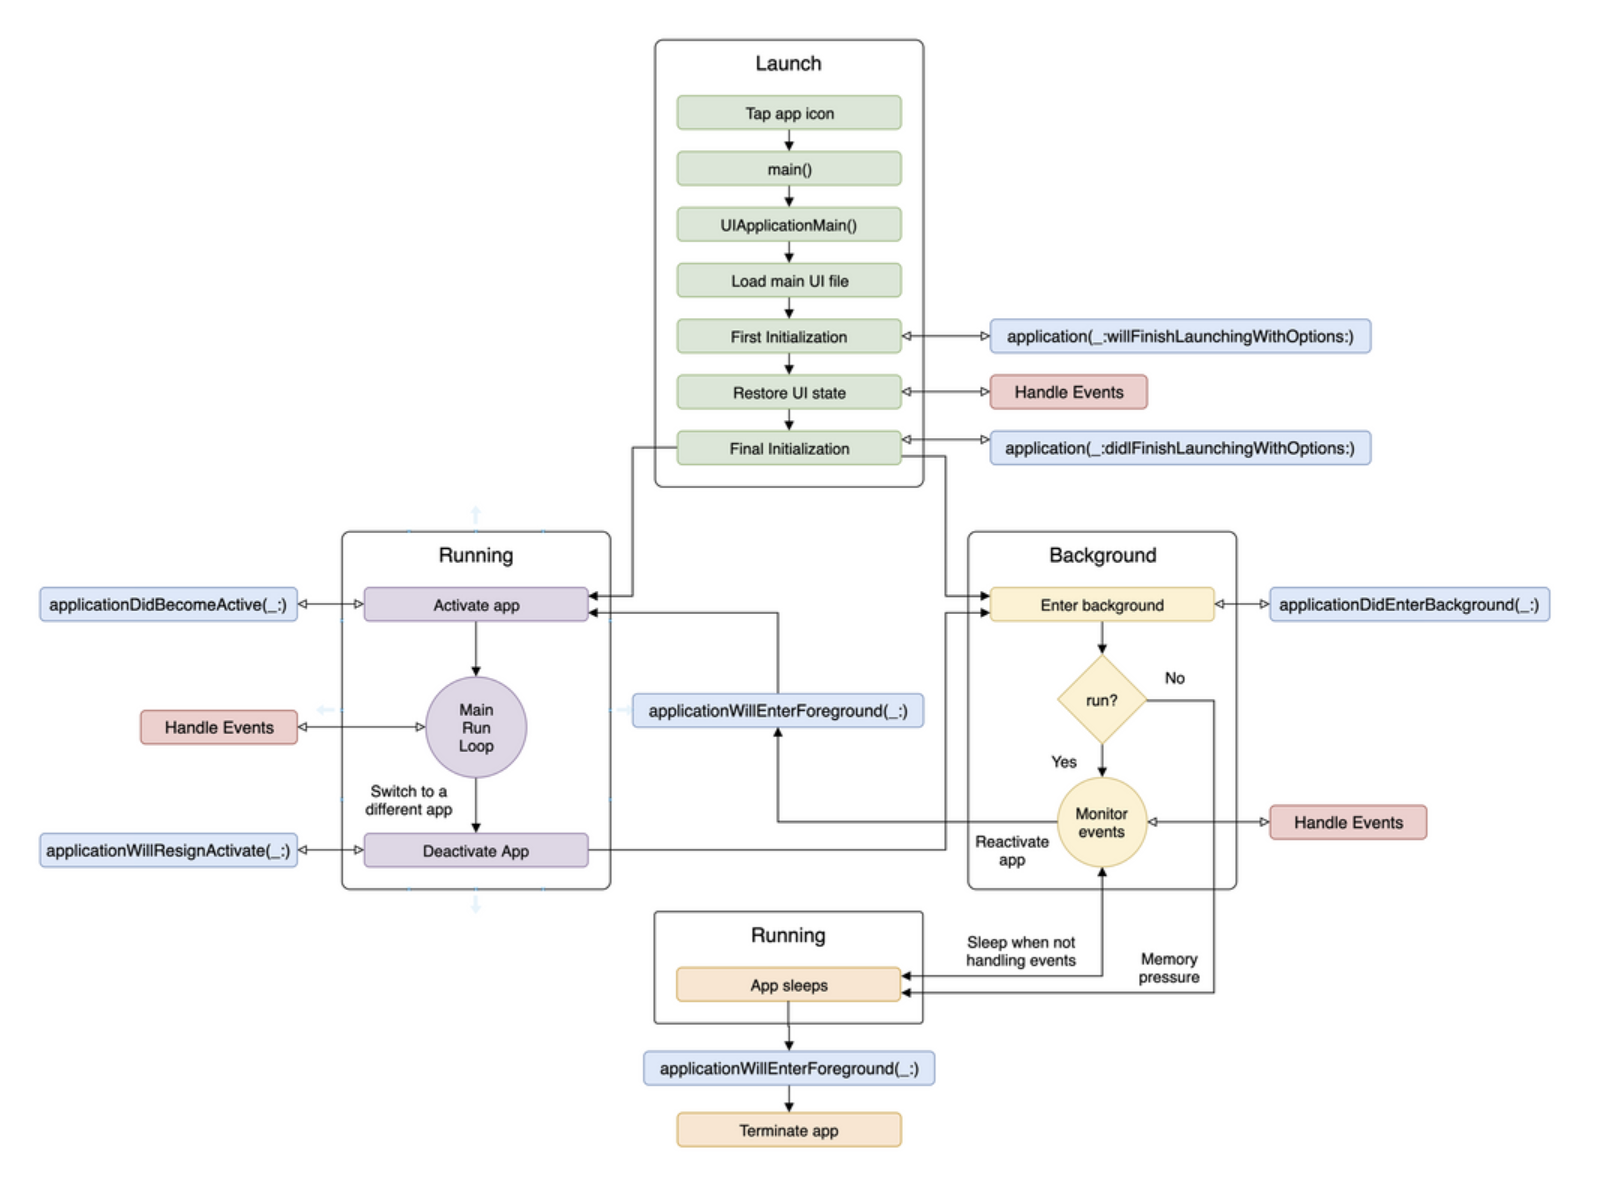 Launch
Tap app icon
main()
UIApplicationMain()
Load main UI file
First Initialization
application(_:willFinishLaunchingWithOptions:)
Restore UI state
Handle Events
Final Initialization
application(_:didlFinishLaunchingWithOptions:)
Running
applicationDidBecomeActive(_:)
Activate app
Handle Events
Main
Run
Loop
Switch to a
different app
applicationWillResignActivate(_:)
Deactivate App
applicationWillEnterForeground(_:)
Background
Enter background
applicationDidEnterBackground(_:)
run?
No
Yes
Monitor
events
Handle Events
Reactivate
app
Running
App sleeps
Sleep when not
handling events
Memory
pressure
applicationWillEnterForeground(_:)
Terminate app